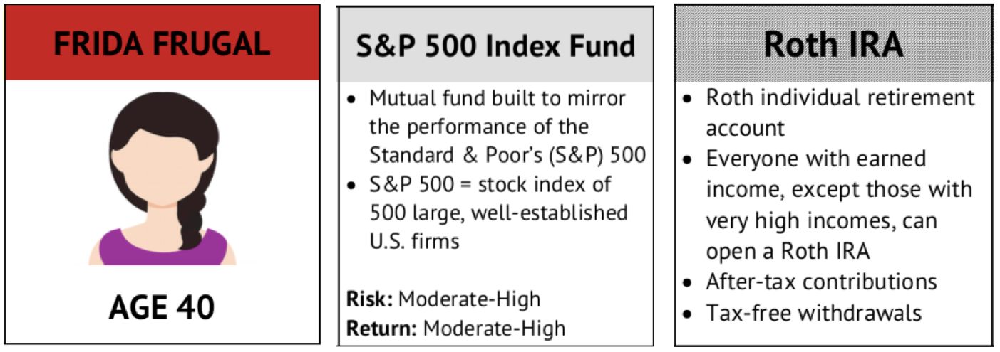 FRIDA FRUGAL
AGE 40
S&P 500 Index Fund
• Mutual fund built to mirror
the performance of the
Standard & Poor’s (S&P) 500
• S&P 500 = stock index of
500 large, well-established
U.S. firms
Risk: Moderate-High
Return: Moderate-High
Roth IRA
• Roth individual retirement
account
• Everyone with earned
income, except those with
very high incomes, can
open a Roth IRA
• After-tax contributions
• Tax-free withdrawals